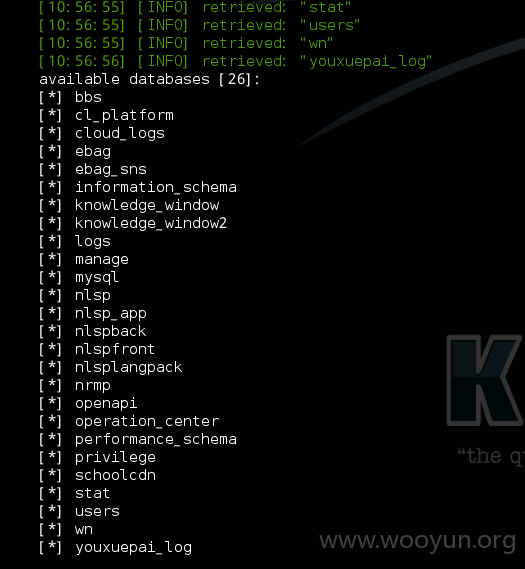 [10:56:55] [INFO] retrieved: "stat"
[10:56:55] [INFO] retrieved: "users"
[10:56:55] [INFO] retrieved: "wn"
[10:56:56] [INFO] retrieved: "youxuepai_log"
available databases [26]:
[*] bbs
[*] cl_platform
[*] cloud_logs
[*] ebag
[*] ebag_sns
[*] information_schema
[*] knowledge_window
[*] knowledge_window2
[*] logs
[*] manage
[*] mysql
[*] nlsp
[*] nlsp_app
[*] nlspback
[*] nlspfront
[*] nlsplangpack
[*] nrmp
[*] openapi
[*] operation_center
[*] performance_schema
[*] privilege
[*] schoolcdn
[*] stat
[*] users
[*] wn
[*] youxuepai_log
K
"the q
www.wooyun.org